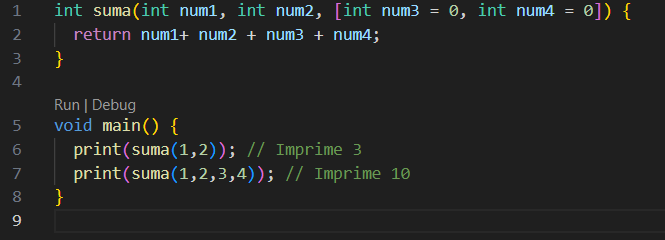 1 int suma(int num1, int num2, [int num3 = 0, int num4 = 0]) {
2   return num1+ num2 + num3 + num4;
3 }
4
Run | Debug
5 void main() {
6   print(suma(1,2)); // Imprime 3
7   print(suma(1,2,3,4)); // Imprime 10
8 }
9